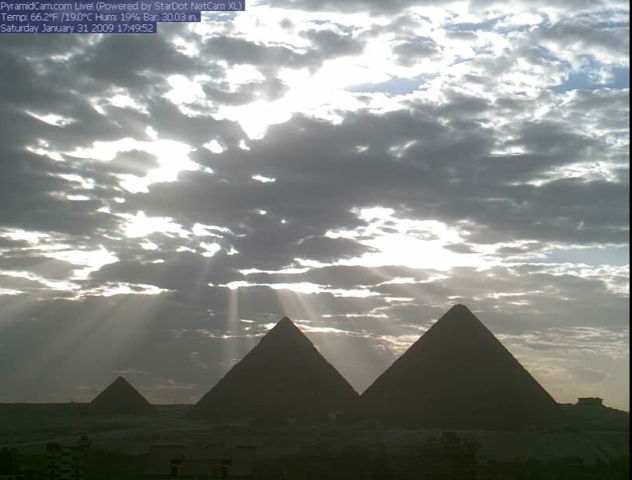 PyramidCam.com Live! (Powered by StarDot NetCam XL)
Temp: 66.2°F /19.0°C Hum: 19% Bar: 30.03 in.
Saturday January 31 2009 17:49:52